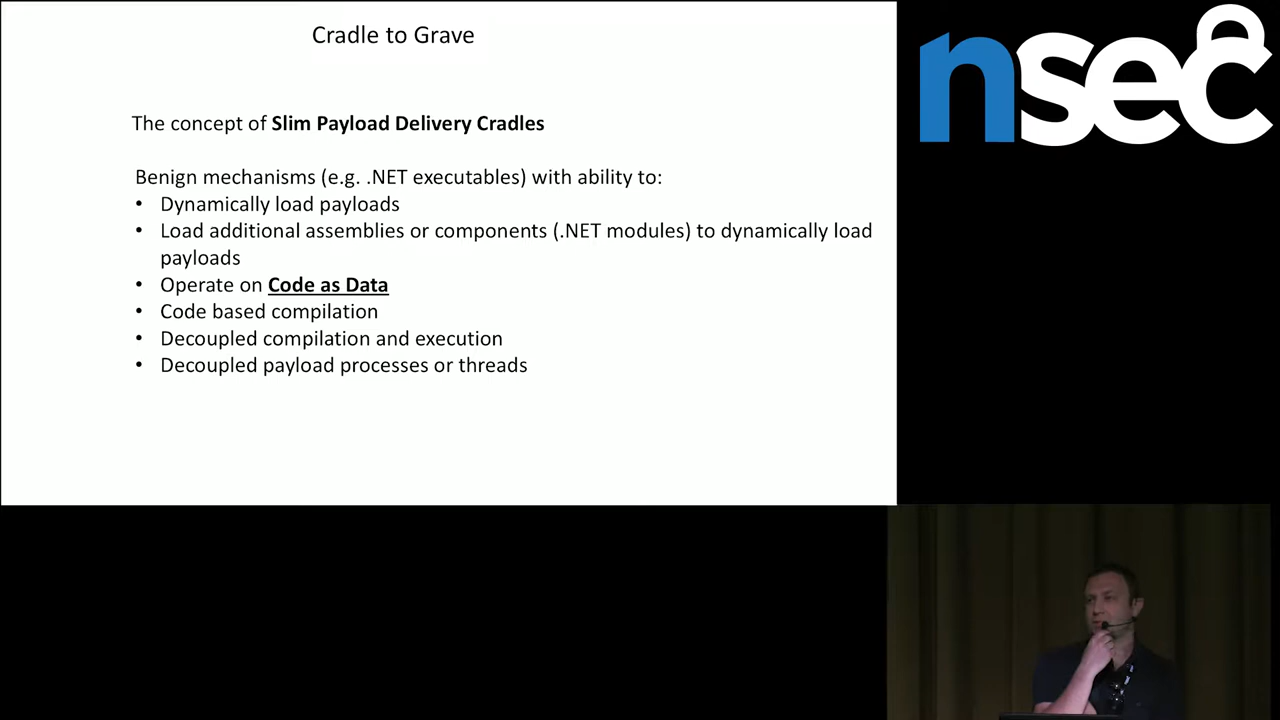 Cradle to Grave
nsec
The concept of Slim Payload Delivery Cradles
Benign mechanisms (e.g. .NET executables) with ability to:
• Dynamically load payloads
• Load additional assemblies or components (.NET modules) to dynamically load
payloads
• Operate on Code as Data
• Code based compilation
• Decoupled compilation and execution
• Decoupled payload processes or threads